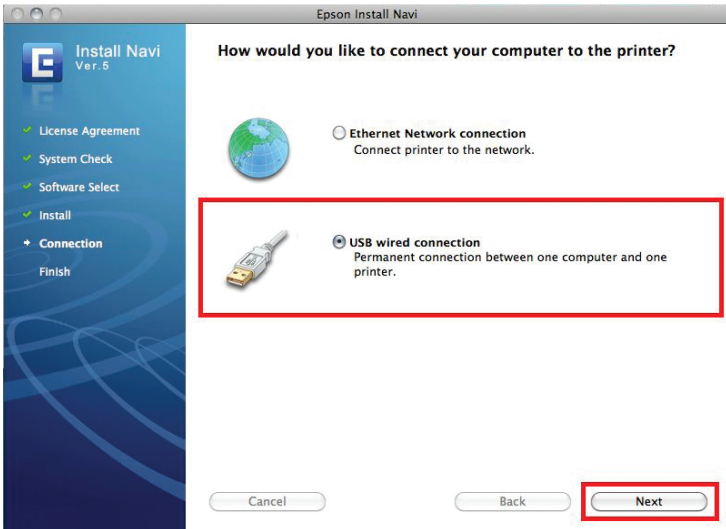 Epson Install Navi
Install Navi
Ver.5
License Agreement
System Check
Software Select
Install
Connection
Finish
How would you like to connect your computer to the printer?
Ethernet Network connection
Connect printer to the network.
USB wired connection
Permanent connection between one computer and one
printer.
Cancel
Back
Next